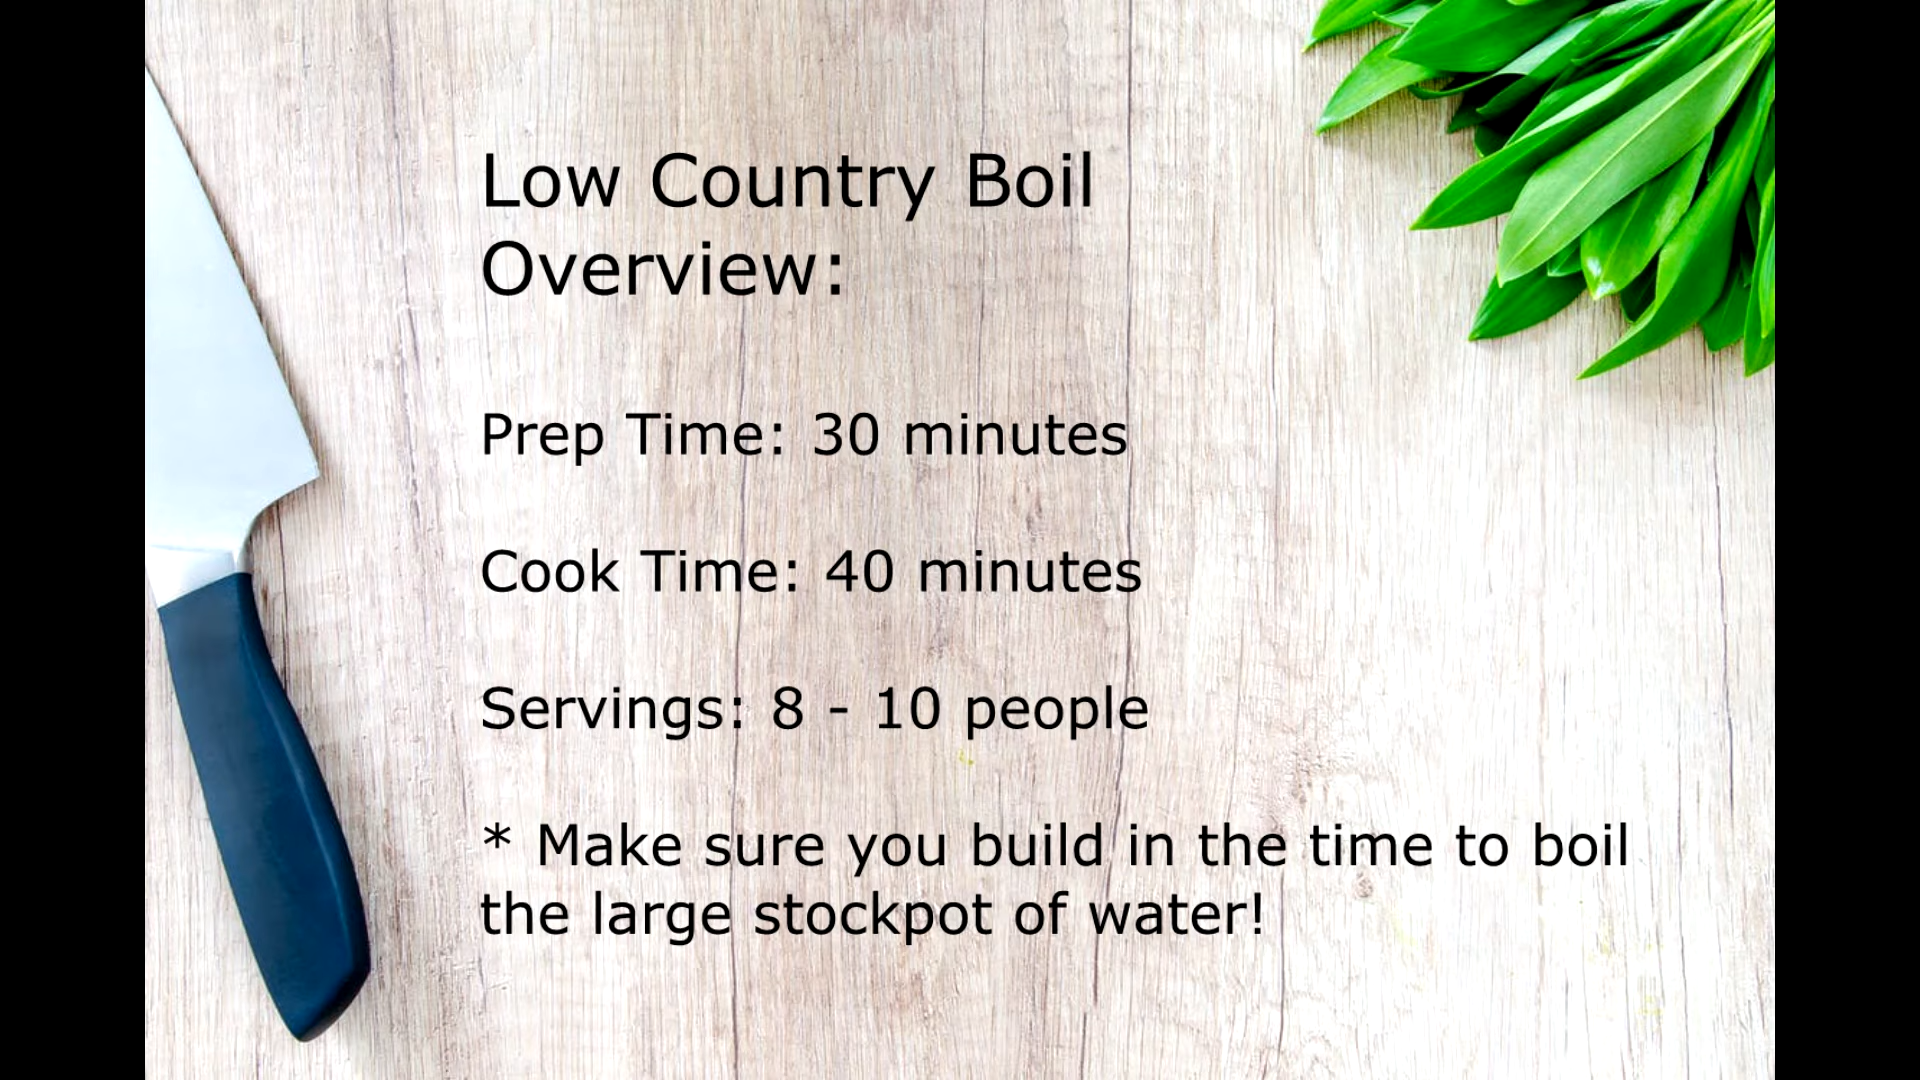 Low Country Boil
Overview:
Prep Time: 30 minutes
Cook Time: 40 minutes
Servings: 8 - 10 people
* Make sure you build in the time to boil
the large stockpot of water!